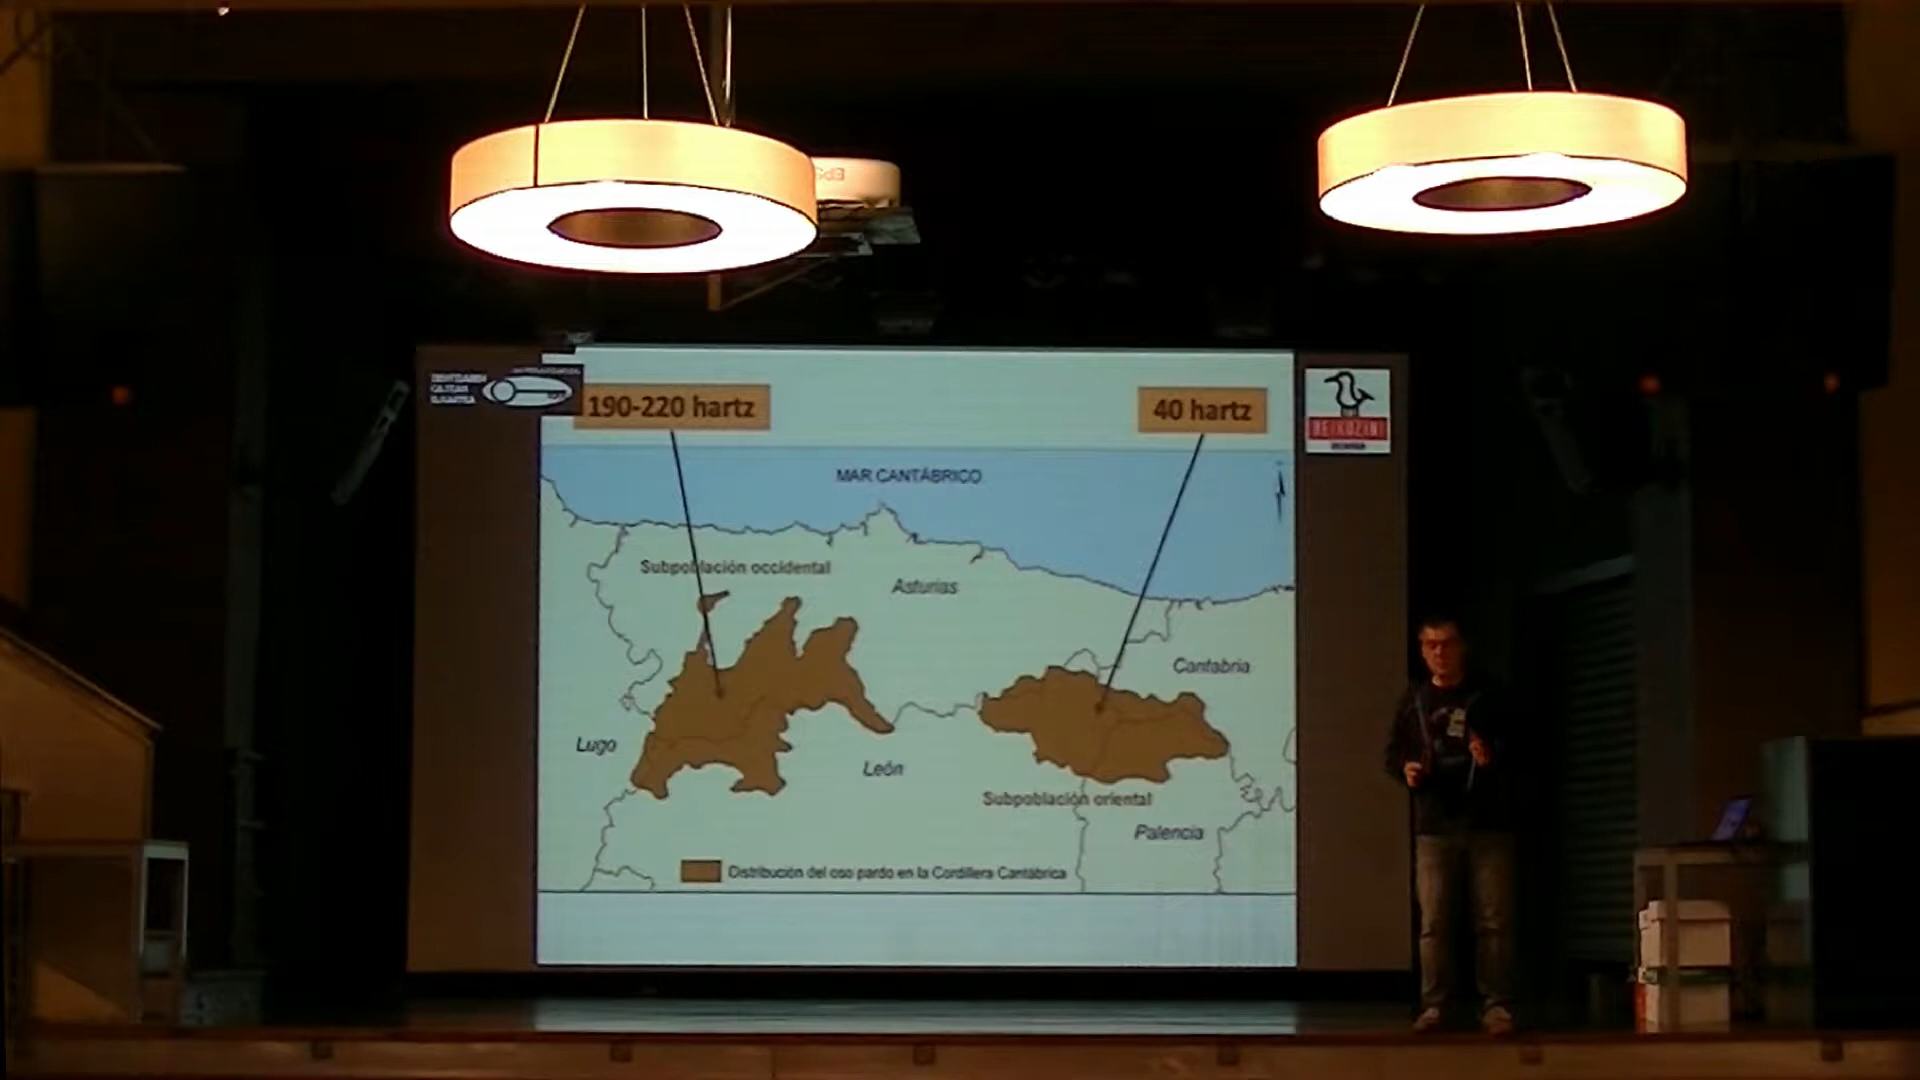 190-220 hartz
40 hartz
MAR CANTÁBRICO
Subpoblación occidental
Asturias
Cantabria
Lugo
León
Subpoblación oriental
Palencia
Distribución del oso pardo en la Cordillera Cantábrica